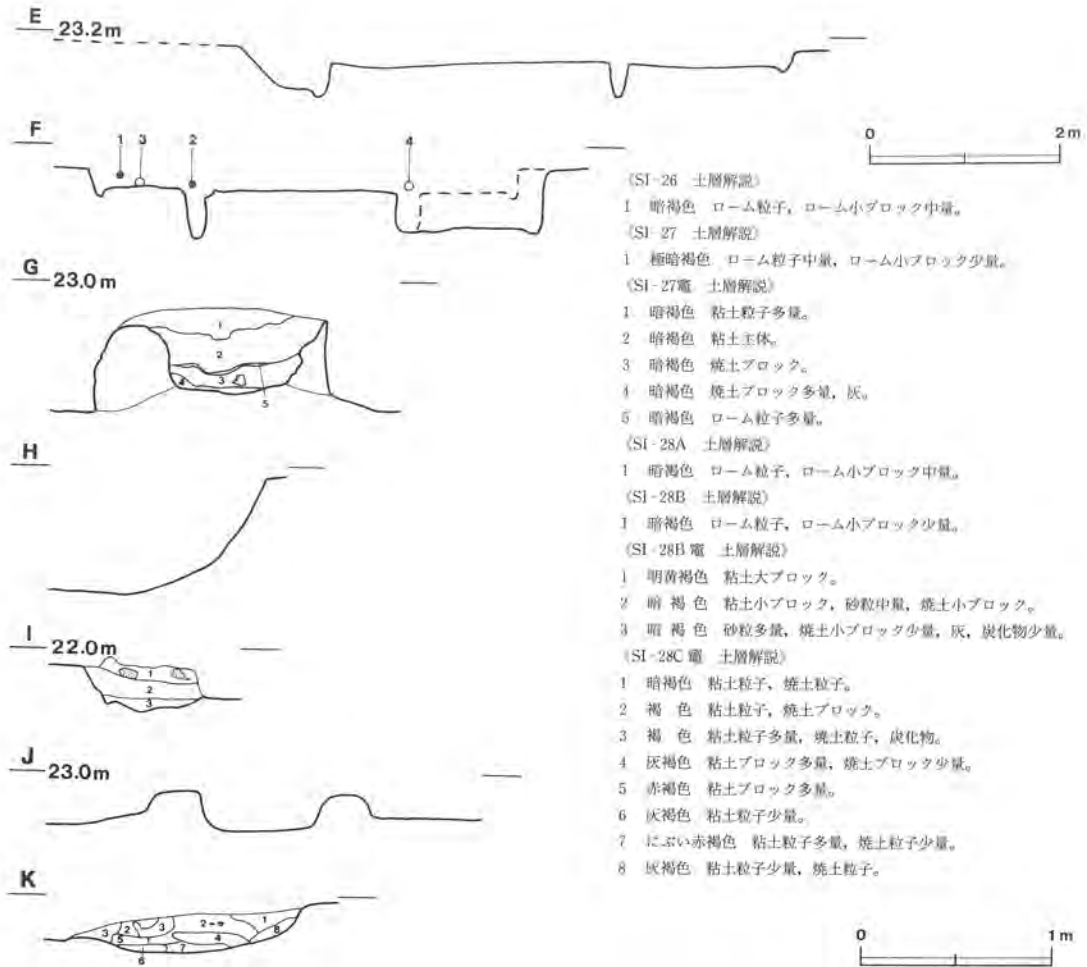 E 23.2m
0 2m
F
1 3 2 4
《SI-26 土層解説》
1 暗褐色 ローム粒子，ローム小ブロック中量。
《SI-27 土層解説》
1 極暗褐色 ローム粒子中量，ローム小ブロック少量。
《SI-27竈 土層解説》
1 暗褐色 粘土粒子多量。
2 暗褐色 粘土主体。
3 暗褐色 焼土ブロック。
4 暗褐色 焼土ブロック多量，灰。
5 暗褐色 ローム粒子多量。
《SI-28A 土層解説》
1 暗褐色 ローム粒子，ローム小ブロック中量。
《SI-28B 土層解説》
1 暗褐色 ローム粒子，ローム小ブロック少量。
《SI-28B竈 土層解説》
1 明黄褐色 粘土大ブロック。
2 暗褐色 粘土小ブロック，砂粒中量，焼土小ブロック。
3 暗褐色 砂粒多量，焼土小ブロック少量，灰，炭化物少量。
《SI-28C竈 土層解説》
1 暗褐色 粘土粒子，焼土粒子。
2 褐色 粘土粒子，焼土ブロック。
3 褐色 粘土粒子多量，焼土粒子，炭化物。
4 灰褐色 粘土ブロック多量，焼土ブロック少量。
5 赤褐色 粘土ブロック多量。
6 灰褐色 粘土粒子少量。
7 にぶい赤褐色 粘土粒子多量，焼土粒子少量。
8 灰褐色 粘土粒子少量，焼土粒子。
G 23.0m
1
2
4 3
5
H
I 22.0m
1
2
3
J 23.0m
K
3 2 3 2 1
5 4 8
7
6
0 1m